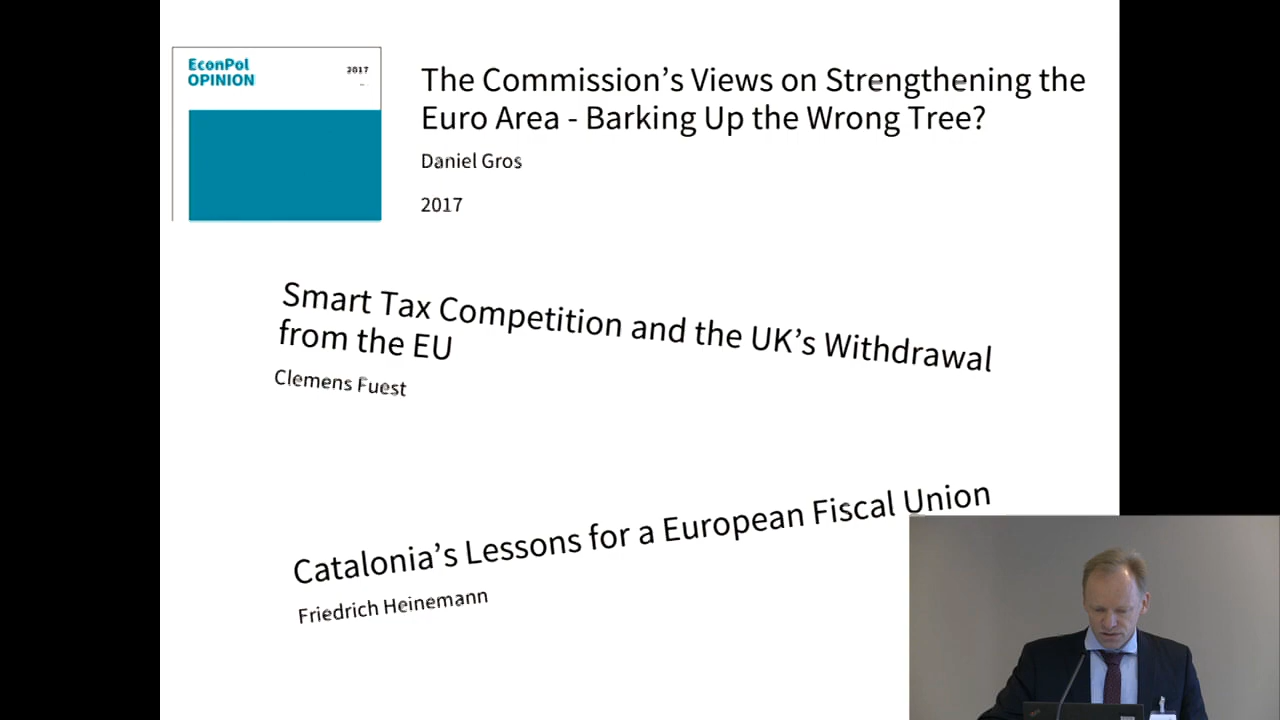 EconPol
OPINION
2017
The Commission’s Views on Strengthening the
Euro Area - Barking Up the Wrong Tree?
Daniel Gros
2017
Smart Tax Competition and the UK’s Withdrawal
from the EU
Clemens Fuest
Catalonia’s Lessons for a European Fiscal Union
Friedrich Heinemann